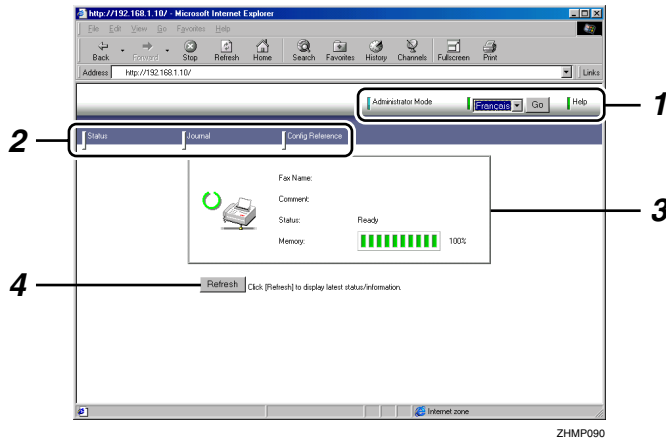 http://192.168.1.10/ - Microsoft Internet Explorer
File Edit View Go Favorites Help
Back Forward Stop Refresh Home Search Favorites History Channels Fullscreen Print
Address http://192.168.1.10/ Links
Administrator Mode Français Go Help
1
2
Status Journal Config Reference
Fax Name:
Comment:
Status: Ready
3
Memory: 100%
4
Refresh Click [Refresh] to display latest status/information.
Internet zone
ZHMP090